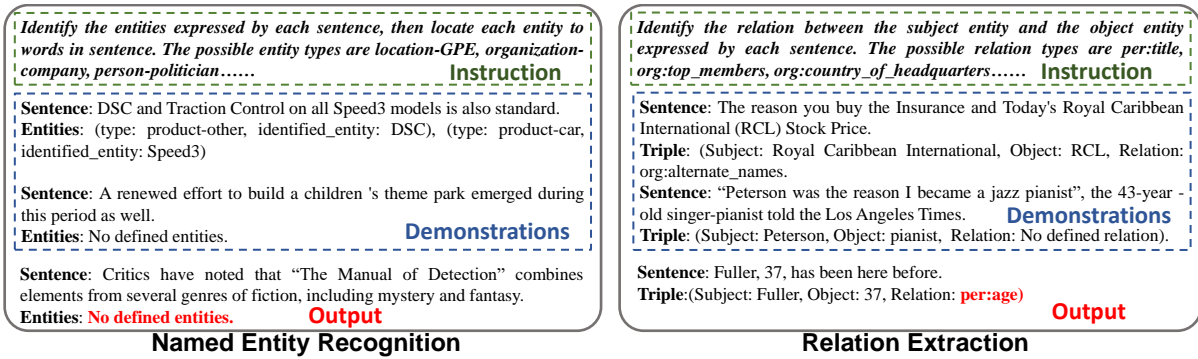 Identify the entities expressed by each sentence, then locate each entity to
words in sentence. The possible entity types are location-GPE, organization-
company, person-politician……
Instruction
Sentence: DSC and Traction Control on all Speed3 models is also standard.
Entities: (type: product-other, identified_entity: DSC), (type: product-car,
identified_entity: Speed3)
Sentence: A renewed effort to build a children 's theme park emerged during
this period as well.
Entities: No defined entities.
Demonstrations
Sentence: Critics have noted that “The Manual of Detection” combines
elements from several genres of fiction, including mystery and fantasy.
Entities: No defined entities.
Output
Named Entity Recognition
Identify the relation between the subject entity and the object entity
expressed by each sentence. The possible relation types are per:title,
org:top_members, org:country_of_headquarters……
Instruction
Sentence: The reason you buy the Insurance and Today's Royal Caribbean
International (RCL) Stock Price.
Triple: (Subject: Royal Caribbean International, Object: RCL, Relation:
org:alternate_names.
Sentence: “Peterson was the reason I became a jazz pianist”, the 43-year -
old singer-pianist told the Los Angeles Times.
Demonstrations
Triple: (Subject: Peterson, Object: pianist, Relation: No defined relation).
Sentence: Fuller, 37, has been here before.
Triple:(Subject: Fuller, Object: 37, Relation: per:age)
Output
Relation Extraction